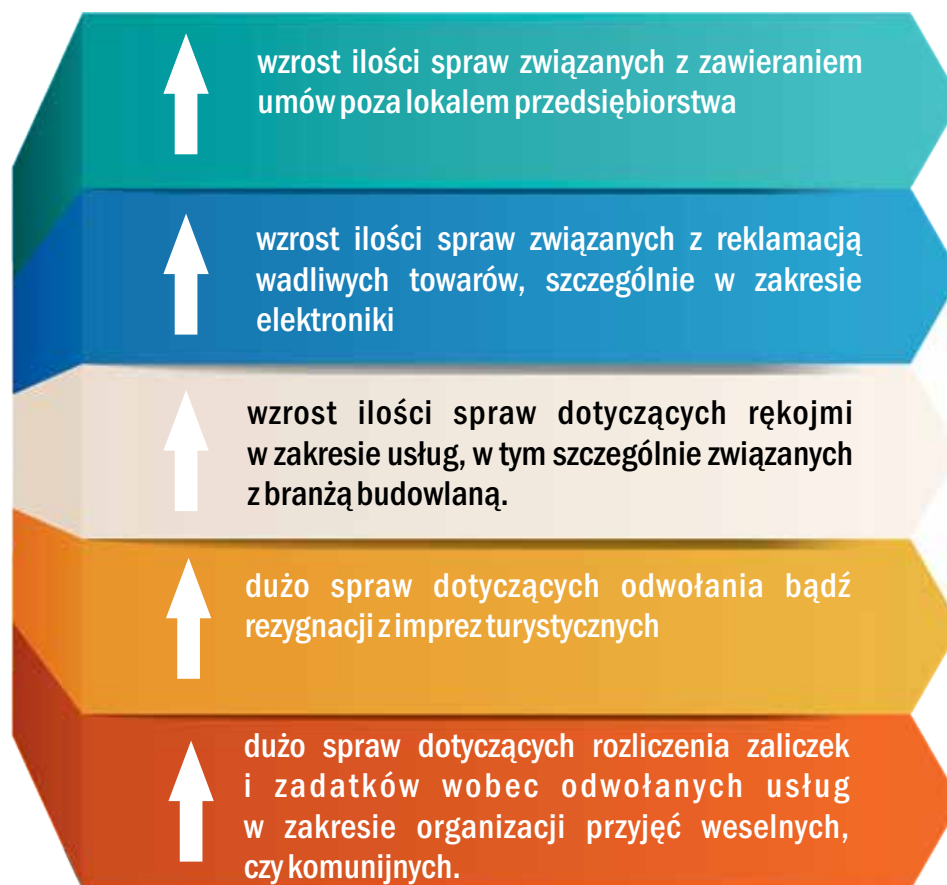 wzrost ilości spraw związanych z zawieraniem
umów poza lokalem przedsiębiorstwa
wzrost ilości spraw związanych z reklamacją
wadliwych towarów, szczególnie w zakresie
elektroniki
wzrost ilości spraw dotyczących rękojmi
w zakresie usług, w tym szczególnie związanych
z branżą budowlaną.
dużo spraw dotyczących odwołania bądź
rezygnacji z imprez turystycznych
dużo spraw dotyczących rozliczenia zaliczek
i zadatków wobec odwołanych usług
w zakresie organizacji przyjęć weselnych,
czy komunijnych.